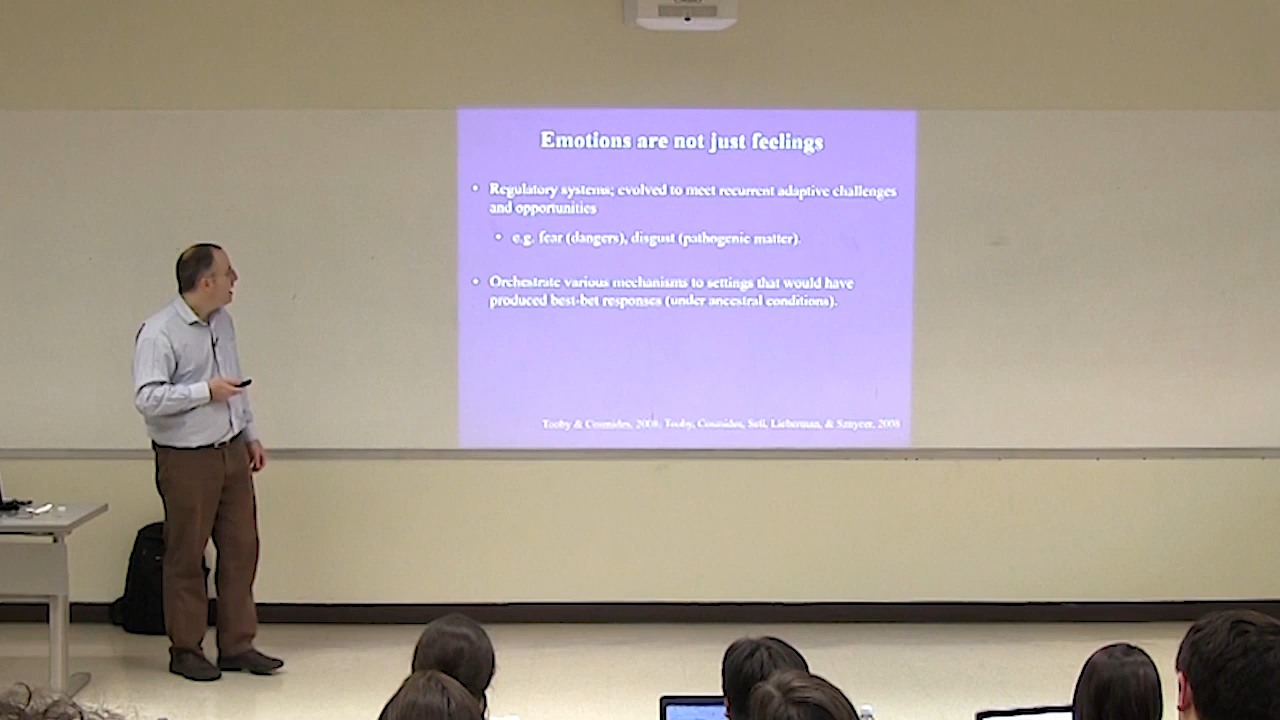 Emotions are not just feelings
• Regulatory systems; evolved to meet recurrent adaptive challenges
and opportunities
• e.g. fear (dangers), disgust (pathogenic matter).
• Orchestrate various mechanisms to settings that would have
produced best-bet responses (under ancestral conditions).
Tooby & Cosmides, 2008; Tooby, Cosmides, Sell, Lieberman, & Sznycer, 2008